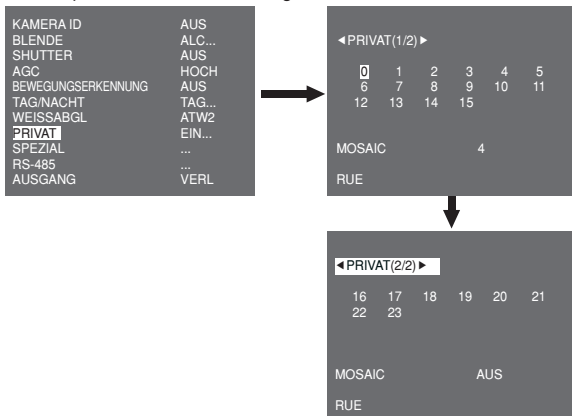 KAMERA ID AUS
BLENDE ALC...
SHUTTER AUS
AGC HOCH
BEWEGUNGSERKENNUNG AUS
TAG/NACHT TAG...
WEISSABGL ATW2
PRIVAT EIN...
SPEZIAL ...
RS-485 ...
AUSGANG VERL
◄PRIVAT(1/2)►
0 1 2 3 4 5
6 7 8 9 10 11
12 13 14 15
MOSAIC 4
RUE
◄PRIVAT(2/2)►
16 17 18 19 20 21
22 23
MOSAIC AUS
RUE